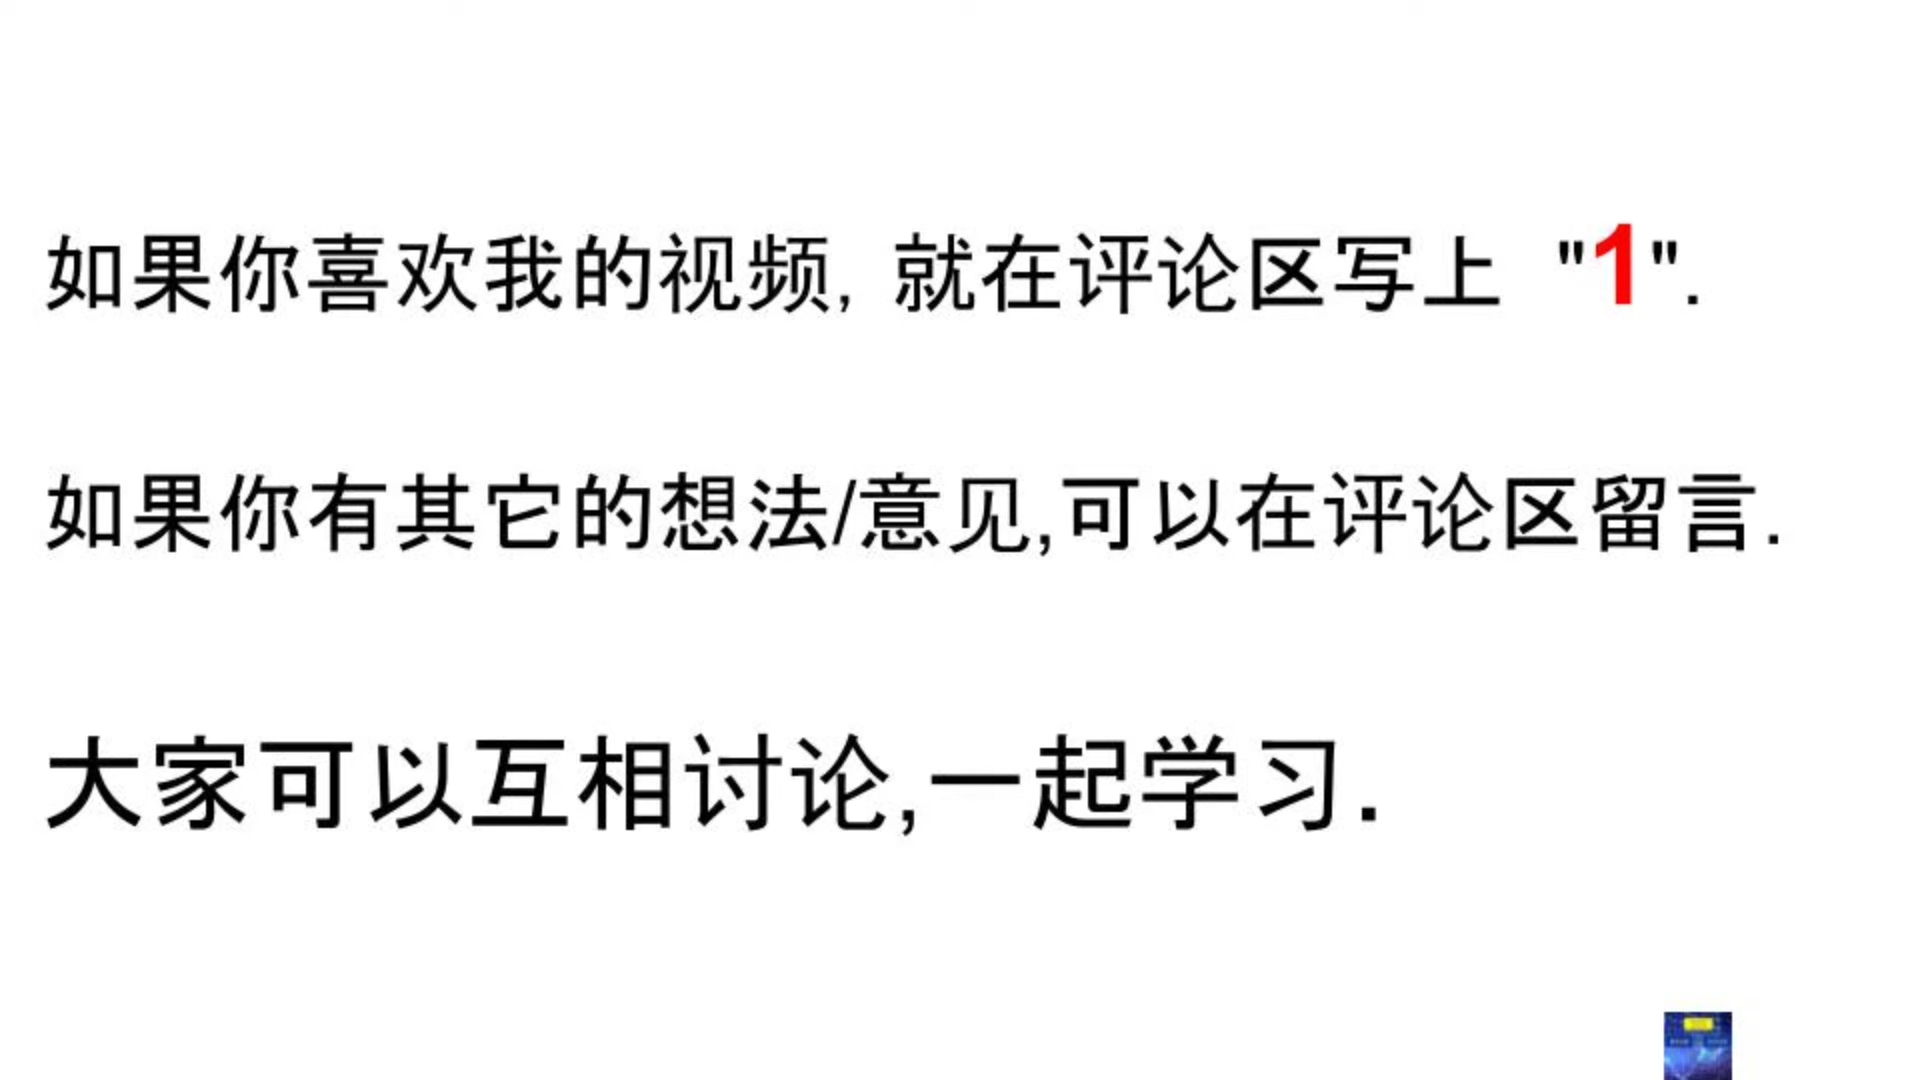 如果你喜欢我的视频, 就在评论区写上 "1".
如果你有其它的想法/意见,可以在评论区留言.
大家可以互相讨论,一起学习.